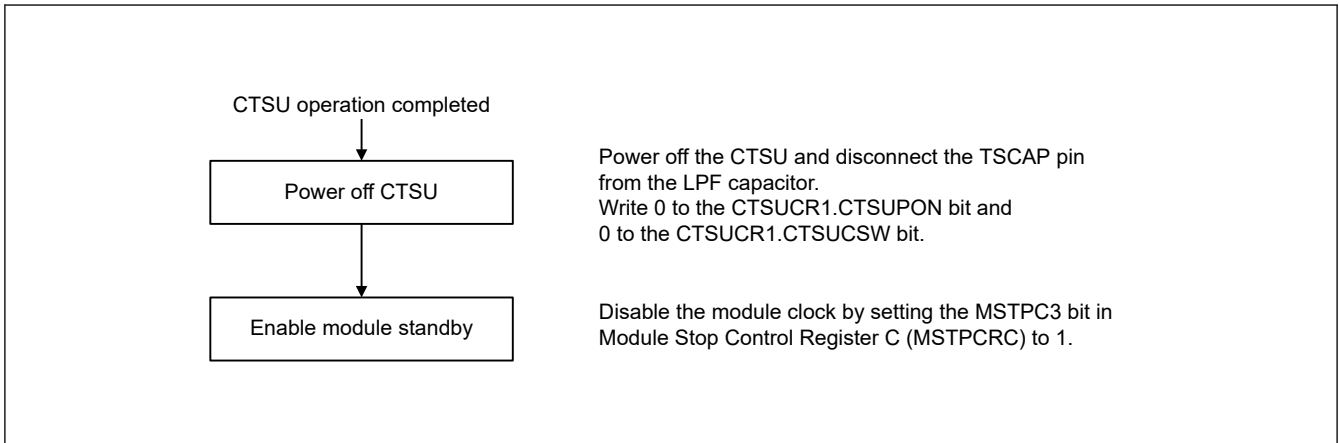 CTSU operation completed
Power off CTSU
Power off the CTSU and disconnect the TSCAP pin
from the LPF capacitor.
Write 0 to the CTSUCR1.CTSUPON bit and
0 to the CTSUCR1.CTSUCSW bit.
Enable module standby
Disable the module clock by setting the MSTPC3 bit in
Module Stop Control Register C (MSTPCRC) to 1.